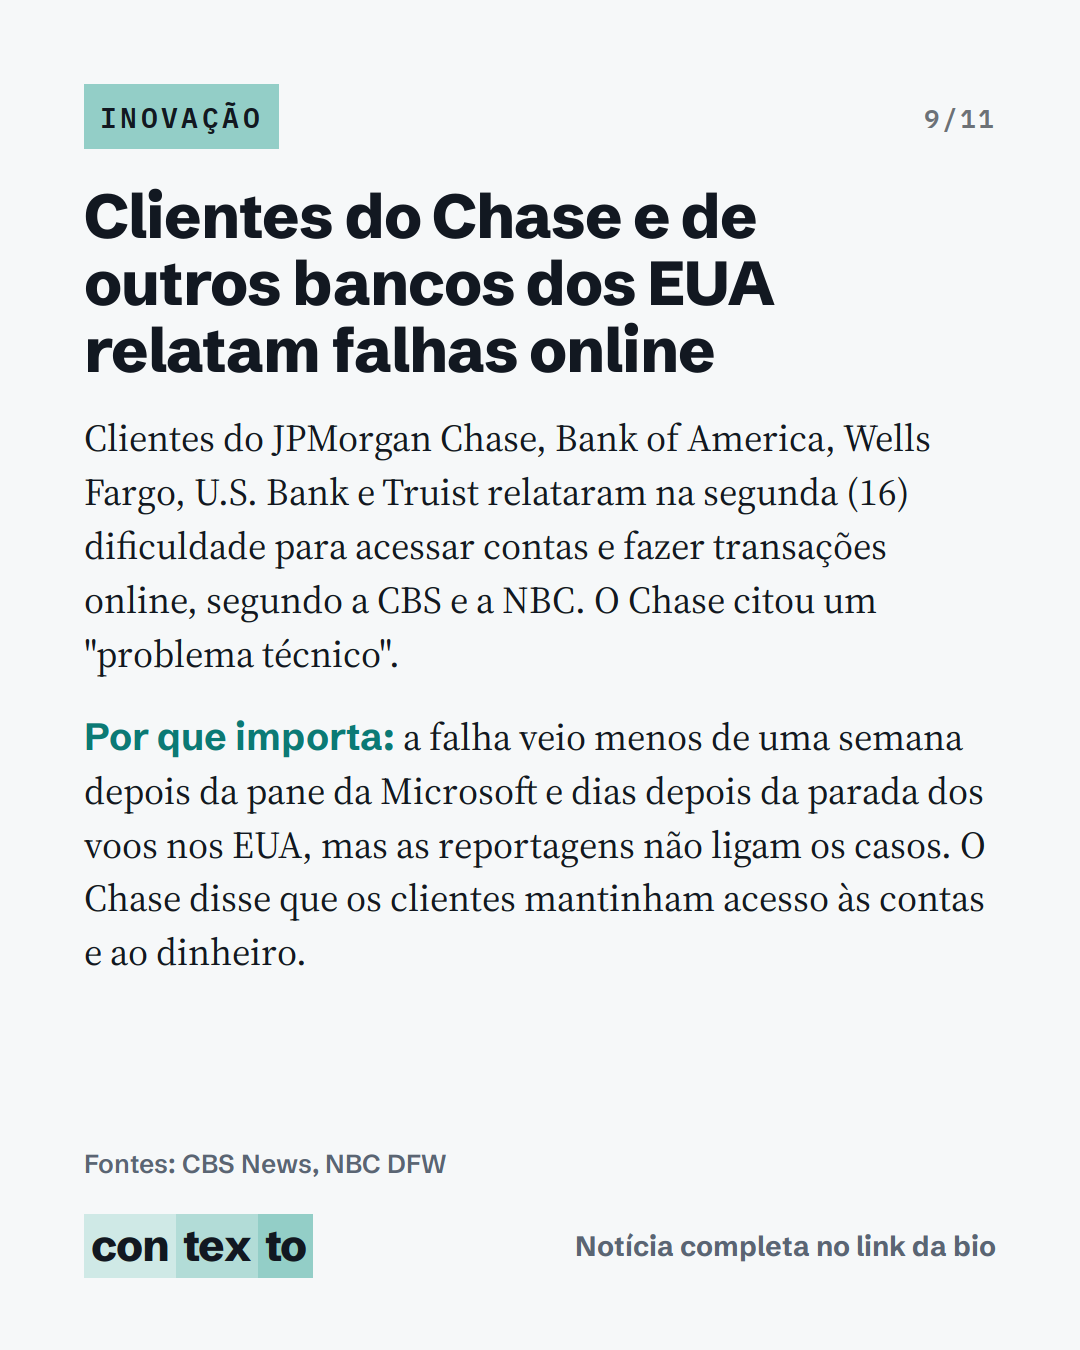 INOVAÇÃO
9/11
Clientes do Chase e de
outros bancos dos EUA
relatam falhas online
Clientes do JPMorgan Chase, Bank of America, Wells
Fargo, U.S. Bank e Truist relataram na segunda (16)
dificuldade para acessar contas e fazer transações
online, segundo a CBS e a NBC. O Chase citou um
"problema técnico".
Por que importa: a falha veio menos de uma semana
depois da pane da Microsoft e dias depois da parada dos
voos nos EUA, mas as reportagens não ligam os casos. O
Chase disse que os clientes mantinham acesso às contas
e ao dinheiro.
Fontes: CBS News, NBC DFW
contexto
Notícia completa no link da bio